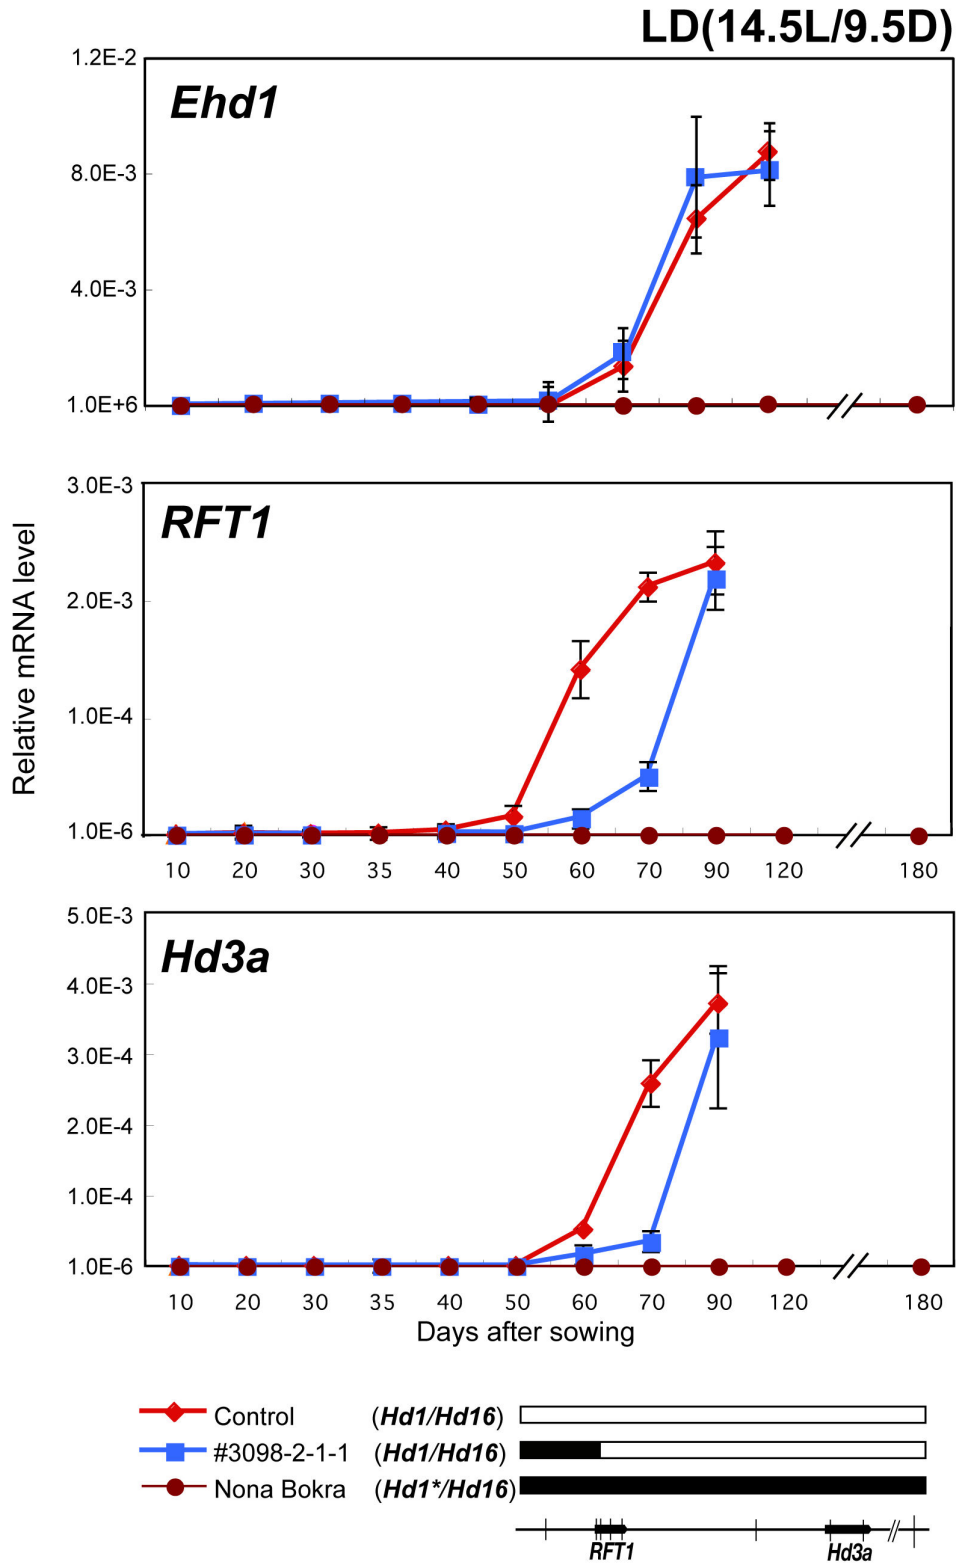 LD(14.5L/9.5D)
1.2E-2
Ehd1
8.0E-3
4.0E-3
1.0E+6
3.0E-3
RFT1
2.0E-3
1.0E-4
1.0E-6
Relative mRNA level
10 20 30 35 40 50 60 70 90 120 180
5.0E-3
Hd3a
4.0E-3
3.0E-4
2.0E-4
1.0E-4
1.0E-6
10 20 30 35 40 50 60 70 90 120 180
Days after sowing
Control (Hd1/Hd16)
#3098-2-1-1 (Hd1/Hd16)
Nona Bokra (Hd1*/Hd16)
RFT1 Hd3a